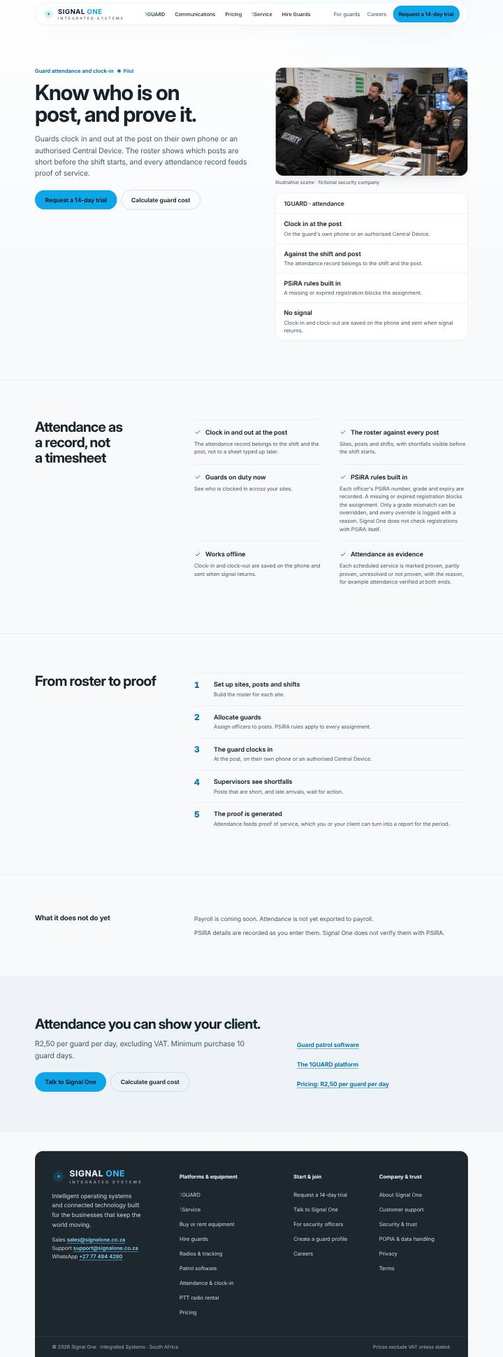 SIGNAL ONE
INTEGRATED SYSTEMS
1GUARD Communications Pricing 1Service Hire Guards For guards Careers Request a 14-day trial
Guard attendance and clock-in Pilot
Know who is on
post, and prove it.
Guards clock in and out at the post on their own phone or an
authorised Central Device. The roster shows which posts are
short before the shift starts, and every attendance record feeds
proof of service.
Request a 14-day trial Calculate guard cost
SECURITY
Illustrative scene · fictional security company
1GUARD · attendance
Clock in at the post
On the guard's own phone or an authorised Central Device.
Against the shift and post
The attendance record belongs to the shift and the post.
PSiRA rules built in
A missing or expired registration blocks the assignment.
No signal
Clock-in and clock-out are saved on the phone and sent when signal
returns.
Attendance as
a record, not
a timesheet
Clock in and out at the post
The attendance record belongs to the shift and the
post, not to a sheet typed up later.
The roster against every post
Sites, posts and shifts, with shortfalls visible before
the shift starts.
Guards on duty now
See who is clocked in across your sites.
PSiRA rules built in
Each officer's PSiRA number, grade and expiry are
recorded. A missing or expired registration blocks
the assignment. Only a grade mismatch can be
overridden, and every override is logged with a
reason. Signal One does not check registrations
with PSiRA itself.
Works offline
Clock-in and clock-out are saved on the phone and
sent when signal returns.
Attendance as evidence
Each scheduled service is marked proven, partly
proven, unresolved or not proven, with the reason,
for example attendance verified at both ends.
From roster to proof
1 Set up sites, posts and shifts
Build the roster for each site.
2 Allocate guards
Assign officers to posts. PSiRA rules apply to every assignment.
3 The guard clocks in
At the post, on their own phone or an authorised Central Device.
4 Supervisors see shortfalls
Posts that are short, and late arrivals, wait for action.
5 The proof is generated
Attendance feeds proof of service, which you or your client can turn into a report for the period.
What it does not do yet
Payroll is coming soon. Attendance is not yet exported to payroll.
PSiRA details are recorded as you enter them. Signal One does not verify them with PSiRA.
Attendance you can show your client.
R2,50 per guard per day, excluding VAT. Minimum purchase 10
guard days.
Talk to Signal One Calculate guard cost
Guard patrol software
The 1GUARD platform
Pricing: R2,50 per guard per day
SIGNAL ONE
INTEGRATED SYSTEMS
Intelligent operating systems
and connected technology built
for the businesses that keep the
world moving.
Sales sales@signalone.co.za
Support support@signalone.co.za
WhatsApp +27 77 484 4280
Platforms & equipment
1GUARD
1Service
Buy or rent equipment
Hire guards
Radios & tracking
Patrol software
Attendance & clock-in
PTT radio rental
Pricing
Start & join
Request a 14-day trial
Talk to Signal One
For security officers
Create a guard profile
Careers
Company & trust
About Signal One
Customer support
Security & trust
POPIA & data handling
Privacy
Terms
© 2026 Signal One · Integrated Systems · South Africa
Prices exclude VAT unless stated.